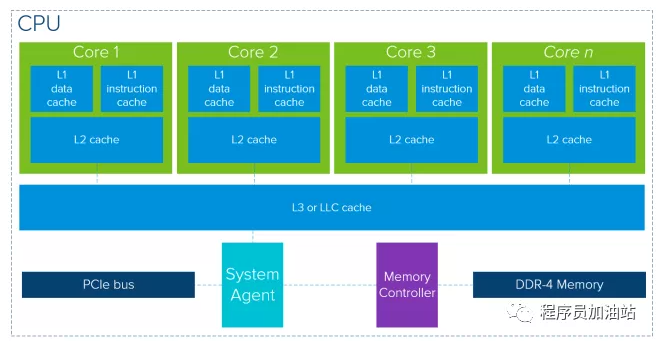 CPU
Core 1
Core 2
Core 3
Core n
L1
data
cache
L1
instruction
cache
L1
data
cache
L1
instruction
cache
L1
data
cache
L1
instruction
cache
L1
data
cache
L1
instruction
cache
L2 cache
L2 cache
L2 cache
L2 cache
L3 or LLC cache
PCIe bus
System
Agent
Memory
Controller
DDR-4 Memory
程序员加油站